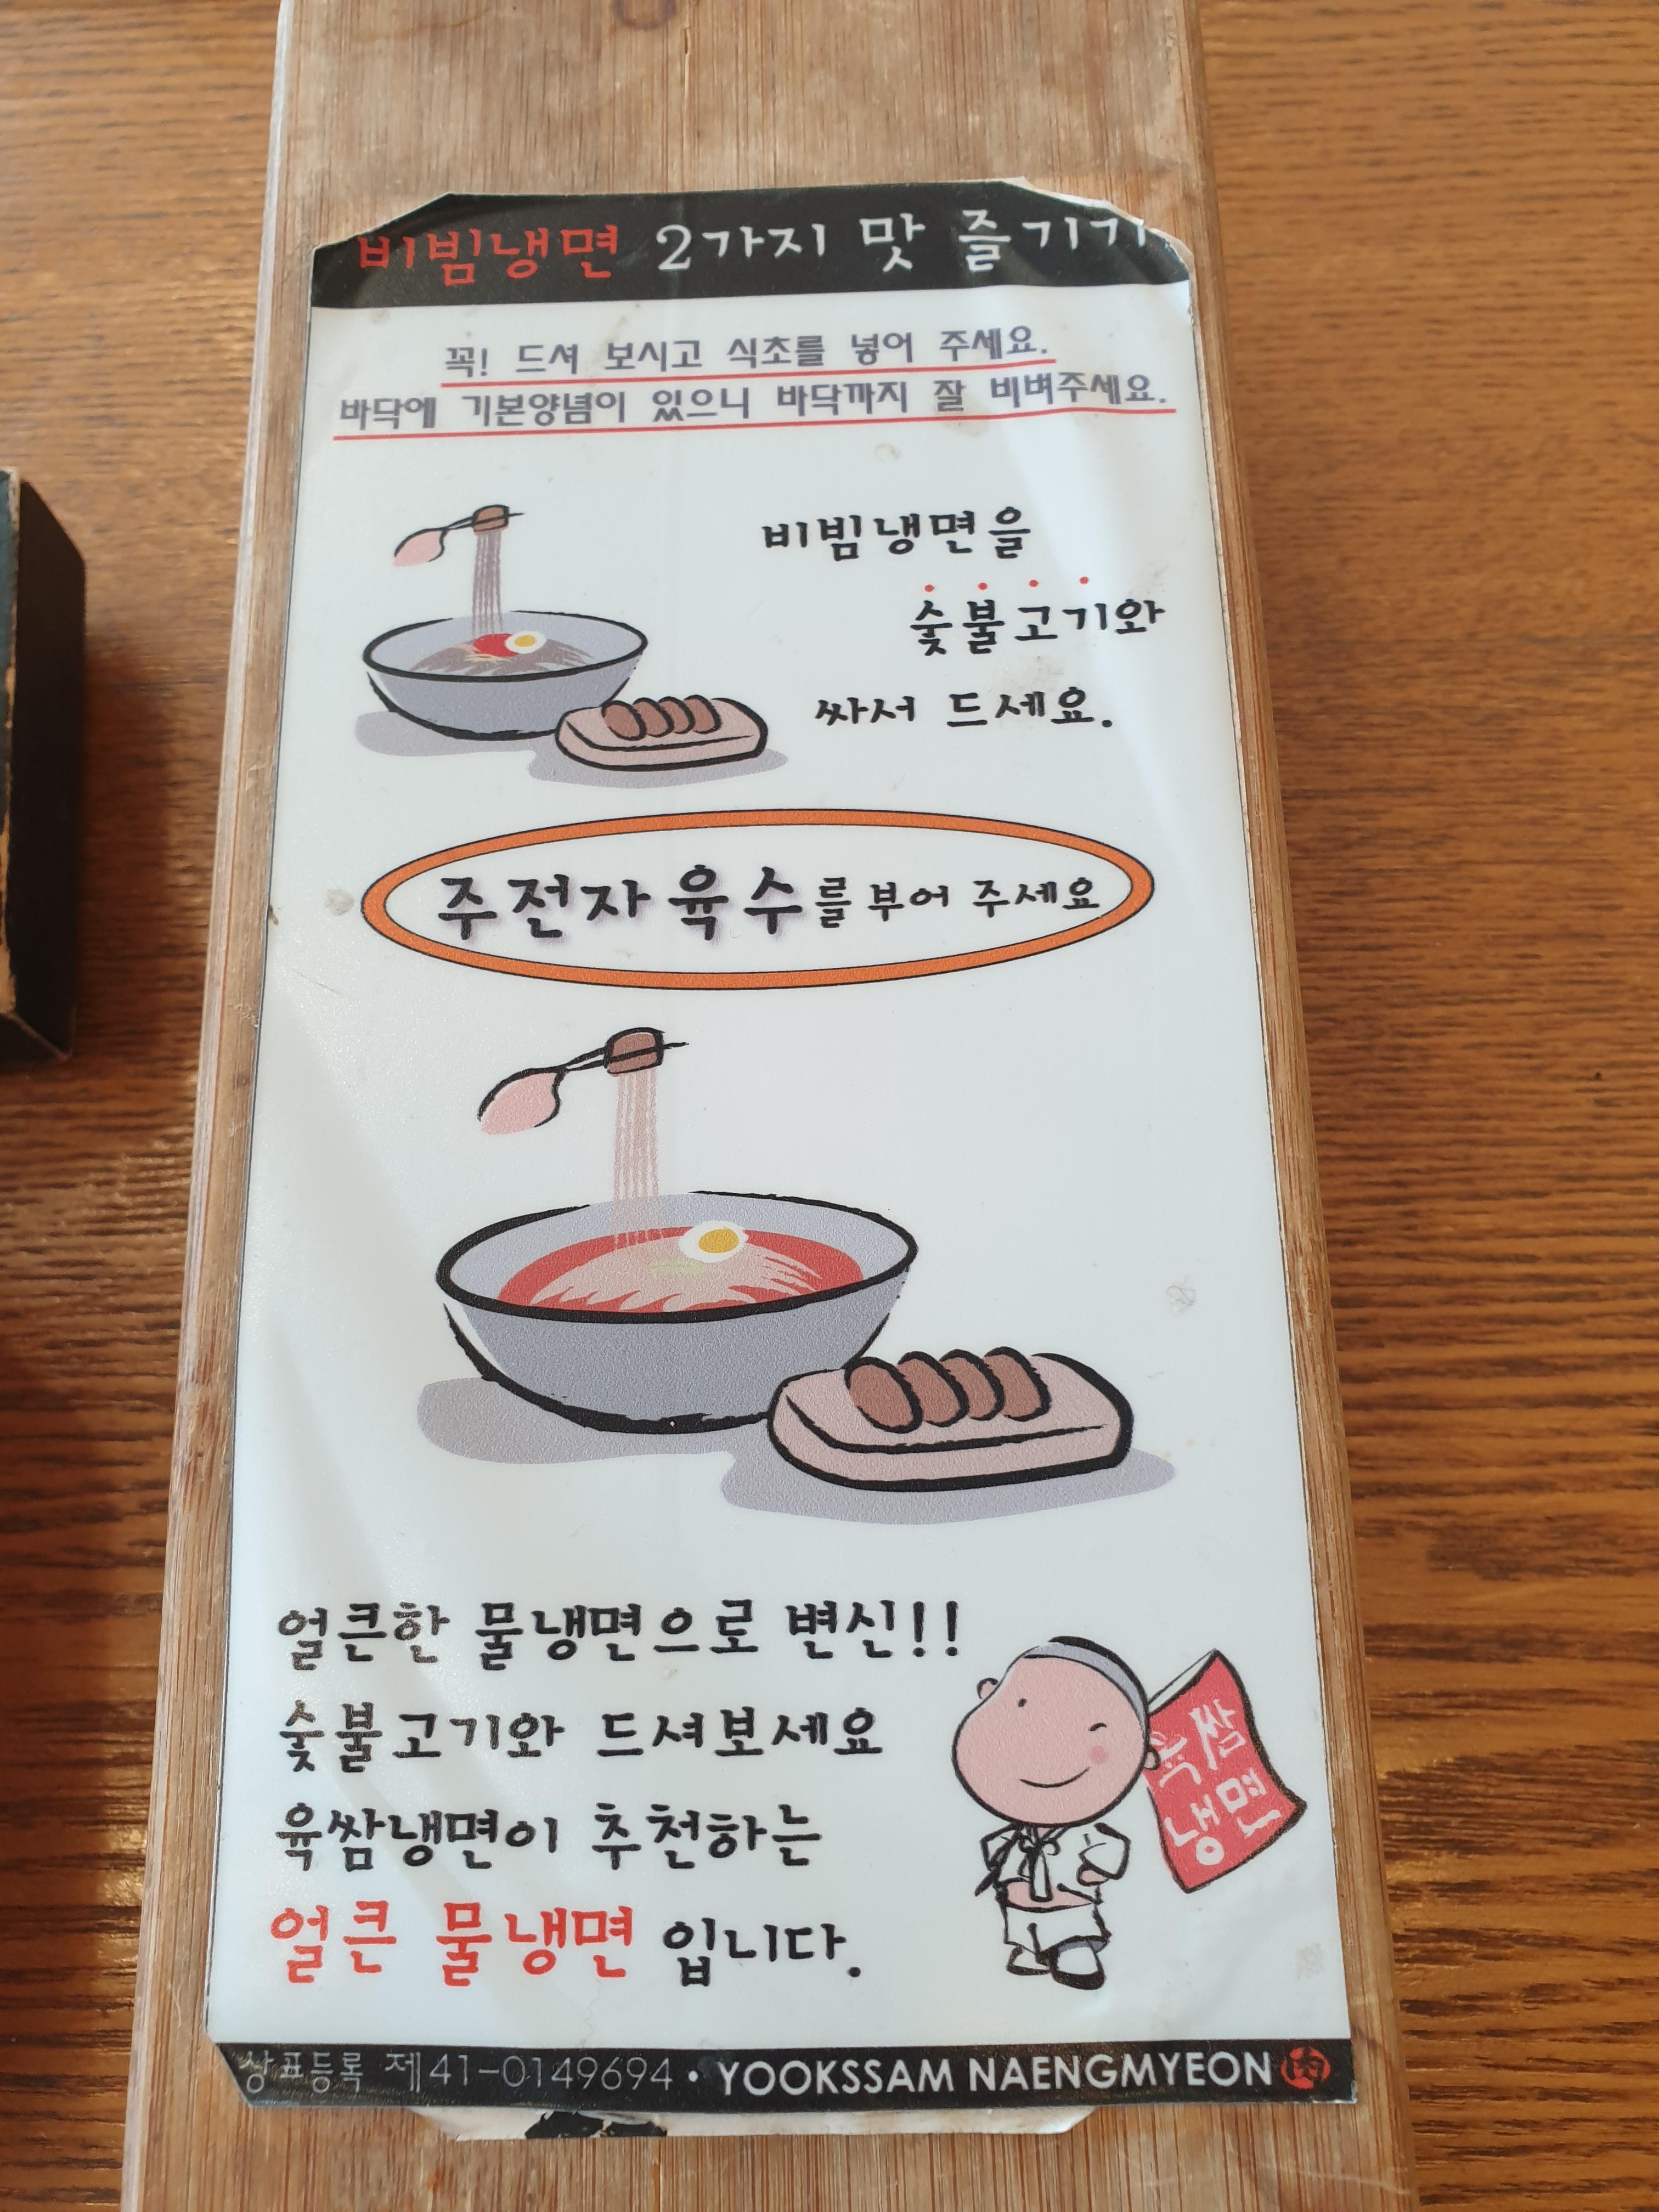 비빔냉면 2가지 맛 즐기기
꼭! 드셔 보시고 식초를 넣어 주세요.
바닥에 기본양념이 있으니 바닥까지 잘 비벼주세요.
비빔냉면을
숯불고기와
싸서 드세요.
주전자육수를 부어 주세요
얼큰한 물냉면으로 변신!!
숯불고기와 드셔보세요
육쌈냉면이 추천하는
얼큰 물냉면 입니다.
육쌈
냉면
상표등록 제41-0149694 · YOOKSSAM NAENGMYEON